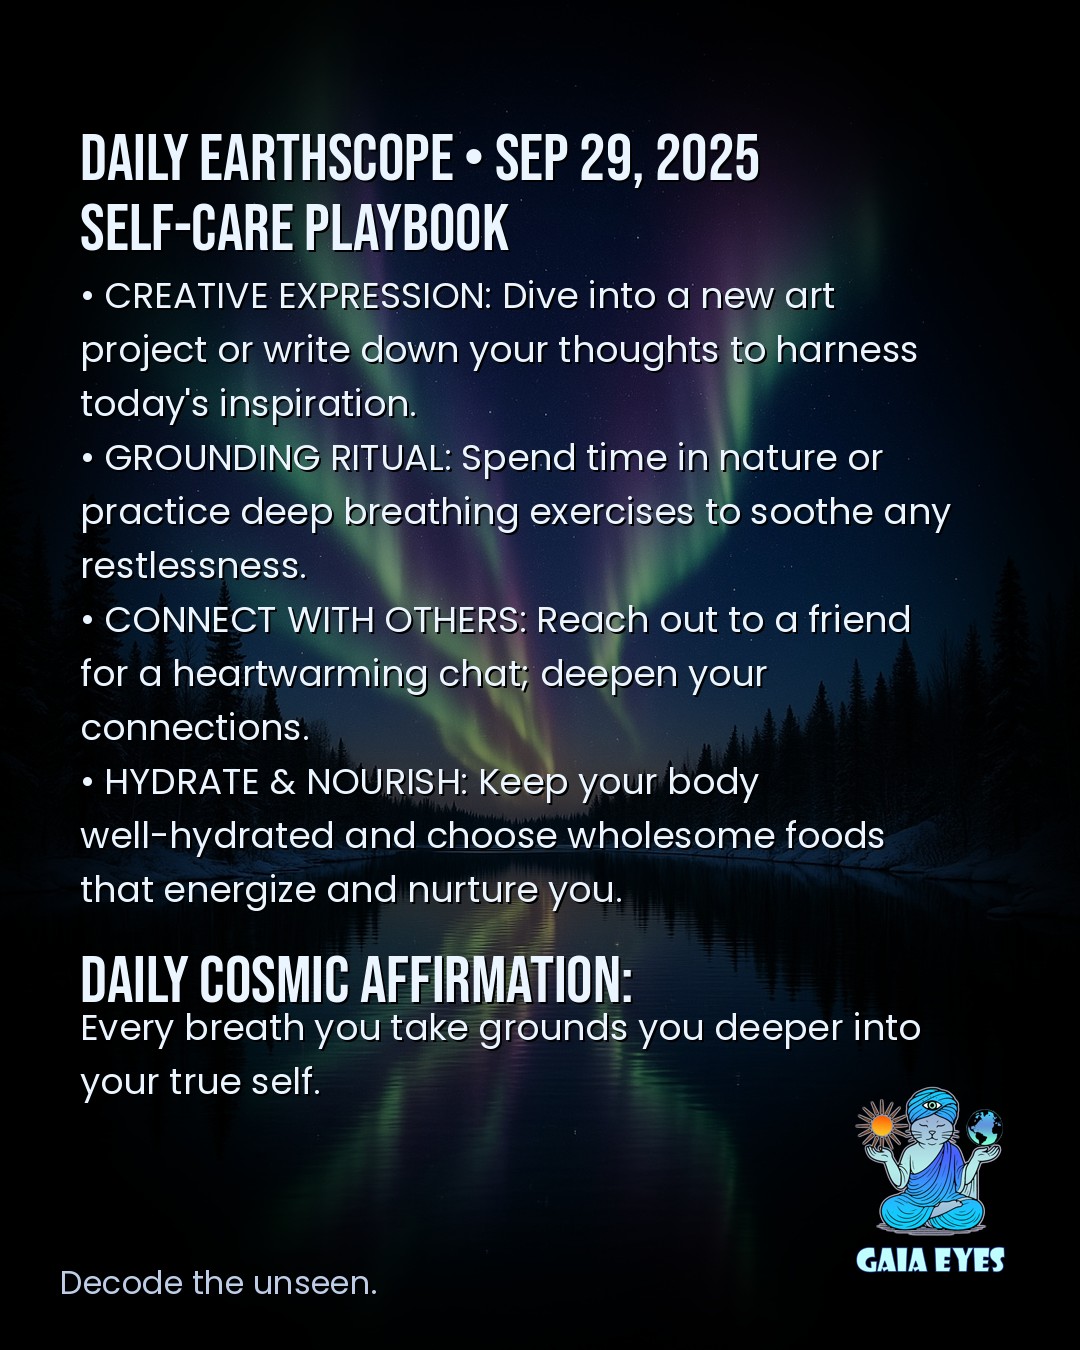 DAILY EARTHSCOPE • SEP 29, 2025
SELF-CARE PLAYBOOK
• CREATIVE EXPRESSION: Dive into a new art
project or write down your thoughts to harness
today's inspiration.
• GROUNDING RITUAL: Spend time in nature or
practice deep breathing exercises to soothe any
restlessness.
• CONNECT WITH OTHERS: Reach out to a friend
for a heartwarming chat; deepen your
connections.
• HYDRATE & NOURISH: Keep your body
well-hydrated and choose wholesome foods
that energize and nurture you.
DAILY COSMIC AFFIRMATION:
Every breath you take grounds you deeper into
your true self.
GAIA EYES
Decode the unseen.